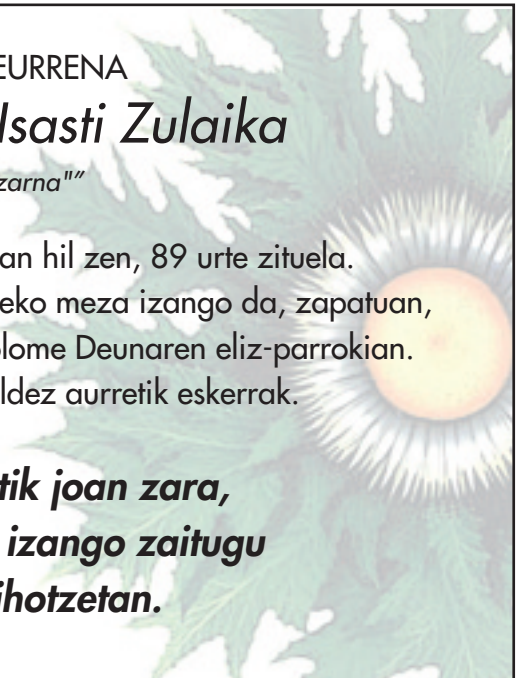 EURRENA
Isasti Zulaika
zarna"”
an hil zen, 89 urte zituela.
eko meza izango da, zapatuan,
lome Deunaren eliz-parrokian.
ldez aurretik eskerrak.
tik joan zara,
izango zaitugu
ihotzetan.